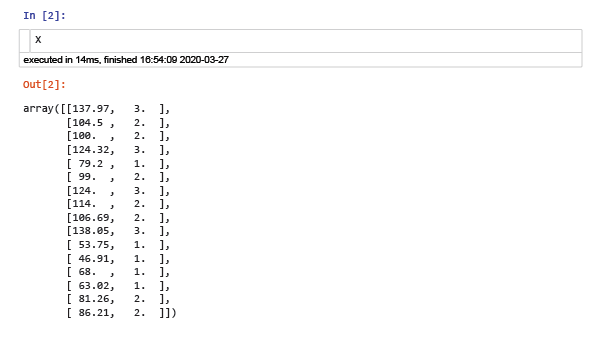 In [2]:
X
executed in 14ms, finished 16:54:09 2020-03-27
Out[2]:
array([[137.97,   3.  ],
       [104.5 ,   2.  ],
       [100.  ,   2.  ],
       [124.32,   3.  ],
       [ 79.2 ,   1.  ],
       [ 99.  ,   2.  ],
       [124.  ,   3.  ],
       [114.  ,   2.  ],
       [106.69,   2.  ],
       [138.05,   3.  ],
       [ 53.75,   1.  ],
       [ 46.91,   1.  ],
       [ 68.  ,   1.  ],
       [ 63.02,   1.  ],
       [ 81.26,   2.  ],
       [ 86.21,   2.  ]])